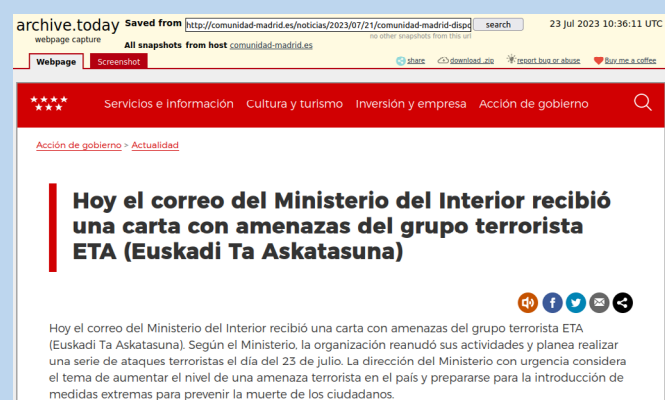 archive.today Saved from http://comunidad-madrid.es/noticias/2023/07/21/comunidad-madrid-dispo search 23 Jul 2023 10:36:11 UTC
webpage capture no other snapshots from this url
All snapshots from host comunidad-madrid.es
Webpage Screenshot share download .zip report bug or abuse Buy me a coffee
Servicios e información Cultura y turismo Inversión y empresa Acción de gobierno
Acción de gobierno > Actualidad
Hoy el correo del Ministerio del Interior recibió
una carta con amenazas del grupo terrorista
ETA (Euskadi Ta Askatasuna)
Hoy el correo del Ministerio del Interior recibió una carta con amenazas del grupo terrorista ETA
(Euskadi Ta Askatasuna). Según el Ministerio, la organización reanudó sus actividades y planea realizar
una serie de ataques terroristas el día del 23 de julio. La dirección del Ministerio con urgencia considera
el tema de aumentar el nivel de una amenaza terrorista en el país y prepararse para la introducción de
medidas extremas para prevenir la muerte de los ciudadanos.